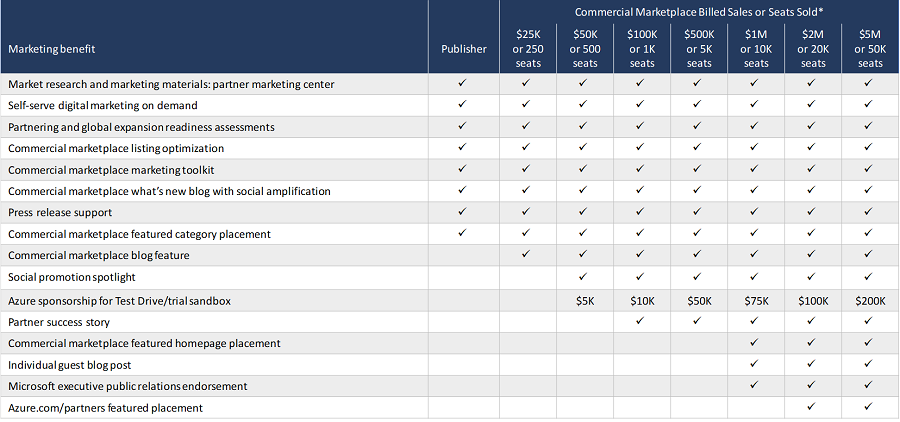 Commercial Marketplace Billed Sales or Seats Sold*
Marketing benefit Publisher $25K or 250 seats $50K or 500 seats $100K or 1K seats $500K or 5K seats $1M or 10K seats $2M or 20K seats $5M or 50K seats
Market research and marketing materials: partner marketing center ✓ ✓ ✓ ✓ ✓ ✓ ✓ ✓
Self-serve digital marketing on demand ✓ ✓ ✓ ✓ ✓ ✓ ✓ ✓
Partnering and global expansion readiness assessments ✓ ✓ ✓ ✓ ✓ ✓ ✓ ✓
Commercial marketplace listing optimization ✓ ✓ ✓ ✓ ✓ ✓ ✓ ✓
Commercial marketplace marketing toolkit ✓ ✓ ✓ ✓ ✓ ✓ ✓ ✓
Commercial marketplace what's new blog with social amplification ✓ ✓ ✓ ✓ ✓ ✓ ✓ ✓
Press release support ✓ ✓ ✓ ✓ ✓ ✓ ✓ ✓
Commercial marketplace featured category placement ✓ ✓ ✓ ✓ ✓ ✓ ✓ ✓
Commercial marketplace blog feature ✓ ✓ ✓ ✓ ✓ ✓ ✓
Social promotion spotlight ✓ ✓ ✓ ✓ ✓ ✓
Azure sponsorship for Test Drive/trial sandbox $5K $10K $50K $75K $100K $200K
Partner success story ✓ ✓ ✓ ✓ ✓
Commercial marketplace featured homepage placement ✓ ✓ ✓
Individual guest blog post ✓ ✓ ✓
Microsoft executive public relations endorsement ✓ ✓ ✓
Azure.com/partners featured placement ✓ ✓